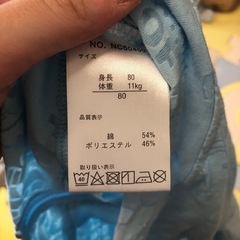 サイズ
身長 80
体重 11kg
80
品質表示
綿 54%
ポリエステル 46%
取り扱い表示
40